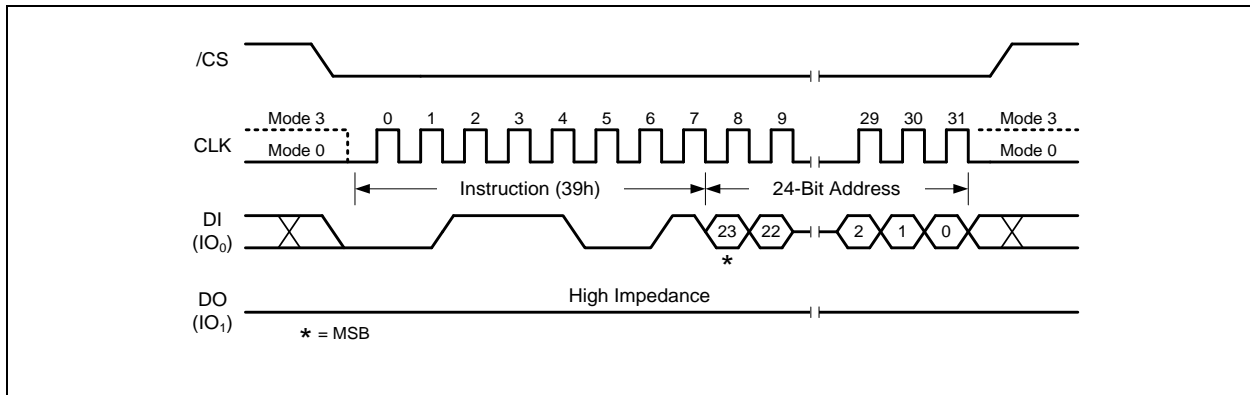 /CS
0 1 2 3 4 5 6 7 8 9 29 30 31
Mode 3 Mode 3
CLK
Mode 0 Mode 0
Instruction (39h) 24-Bit Address
DI
(IO₀)
23 22 2 1 0
*
High Impedance
DO
(IO₁)
* = MSB